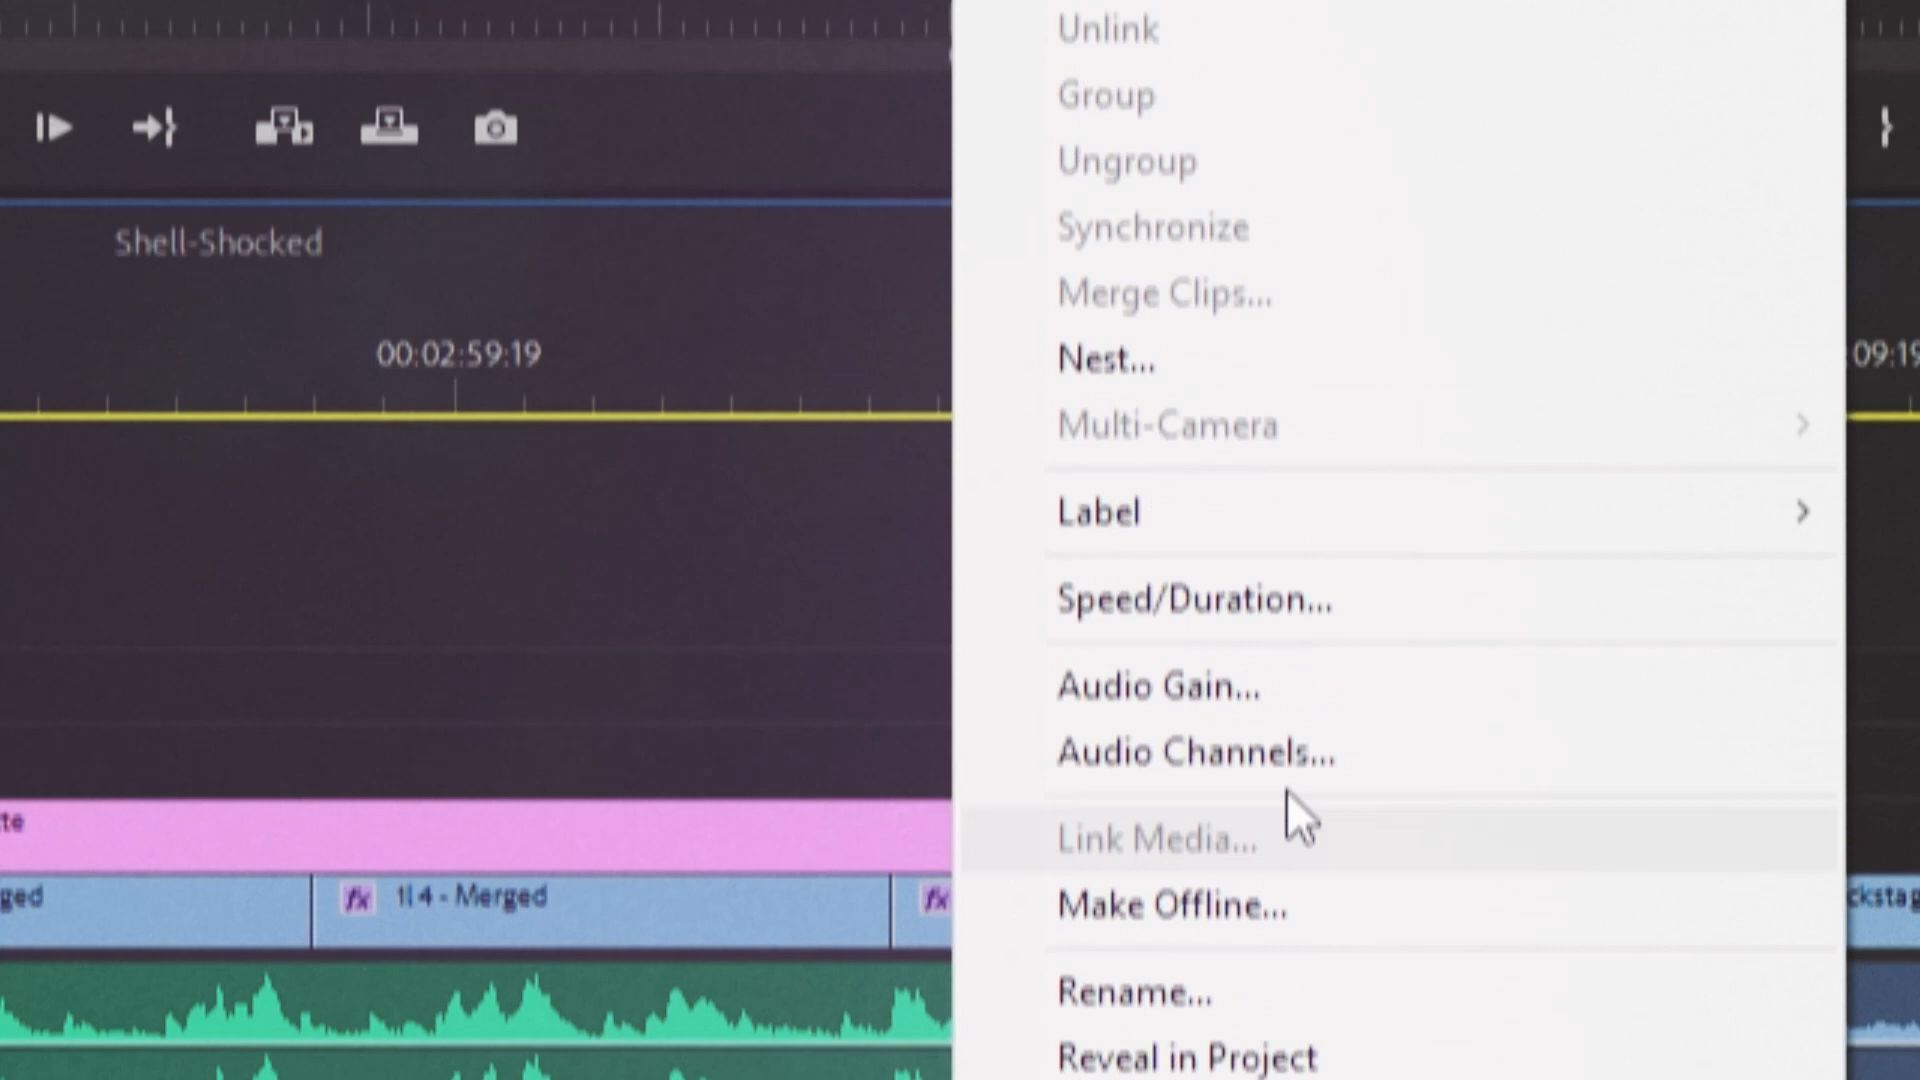 Unlink
Group
Ungroup
Synchronize
Merge Clips...
Nest...
Multi-Camera
Label
Speed/Duration...
Audio Gain...
Audio Channels...
Link Media...
Make Offline...
Rename...
Reveal in Project
Shell-Shocked
00:02:59:19
09:19
te
ged
fx 114 - Merged
fx
ckstag